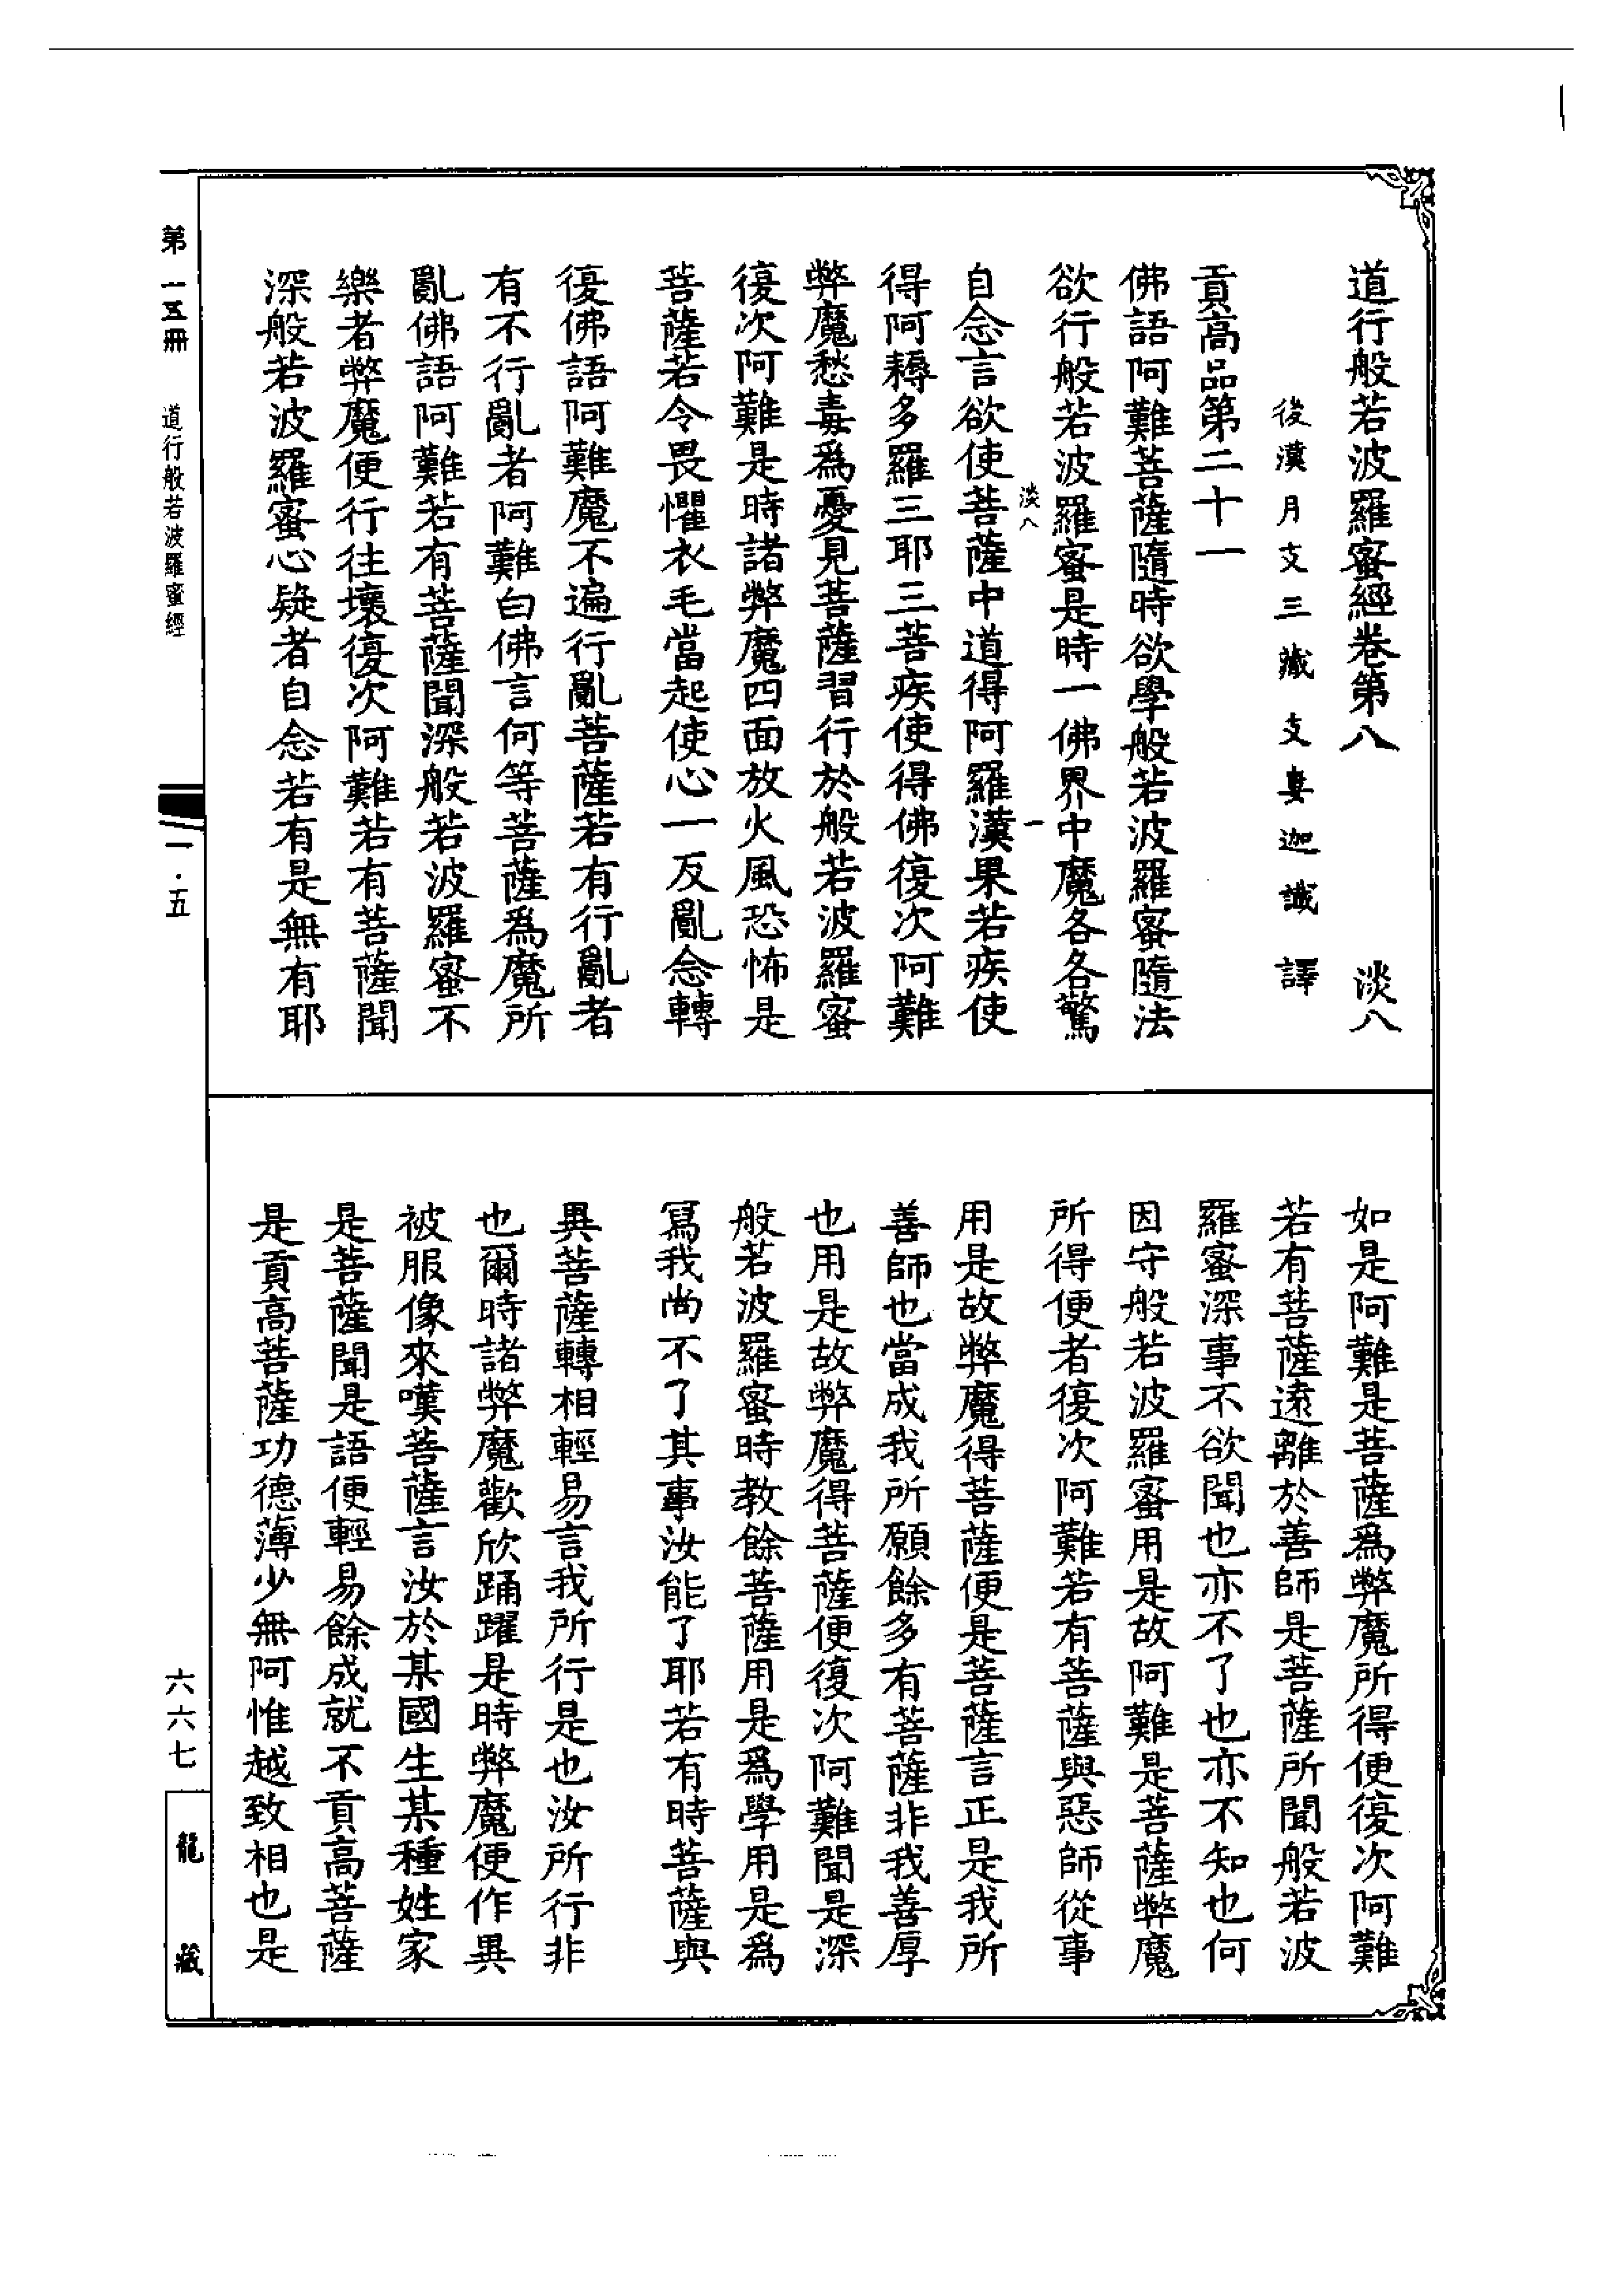 道行般若波羅蜜經卷第八 淡八
後漢月支三藏支婁迦讖 譯
貢高品第二十一
佛語阿難菩薩隨時欲學般若波羅蜜隨法
欲行般若波羅蜜是時一佛界中魔各各驚
淡八 一
自念言欲使菩薩中道得阿羅漢果若疾使
得阿耨多羅三耶三菩疾使得佛復次阿難
弊魔愁毒爲憂見菩薩習行於般若波羅蜜
復次阿難是時諸弊魔四面放火風恐怖是
菩薩若令畏懼衣毛當起使心一反亂念轉
復佛語阿難魔不遍行亂菩薩若有行亂者
有不行亂者阿難白佛言何等菩薩爲魔所
亂佛語阿難若有菩薩聞深般若波羅蜜不
樂者弊魔便行往壞復次阿難若有菩薩聞
深般若波羅蜜心疑者自念若有是無有耶
如是阿難是菩薩爲弊魔所得便復次阿難
若有菩薩遠離於善師是菩薩所聞般若波
羅蜜深事不欲聞也亦不了也亦不知也何
因守般若波羅蜜用是故阿難是菩薩弊魔
所得便者復次阿難若有菩薩與惡師從事
用是故弊魔得菩薩便是菩薩言正是我所
善師也當成我所願餘多有菩薩非我善厚
也用是故弊魔得菩薩便復次阿難聞是深
般若波羅蜜時教餘菩薩用是爲學用是爲
寫我尚不了其事汝能了耶若有時菩薩與
異菩薩轉相輕易言我所行是也汝所行非
也爾時諸弊魔歡欣踊躍是時弊魔便作異
被服像來嘆菩薩言汝於某國生某種姓家
是菩薩聞是語便輕易餘成就不貢高菩薩
是貢高菩薩功德薄少無阿惟越致相也是
第一五冊 道行般若波羅蜜經 一·五
六六七
龍藏